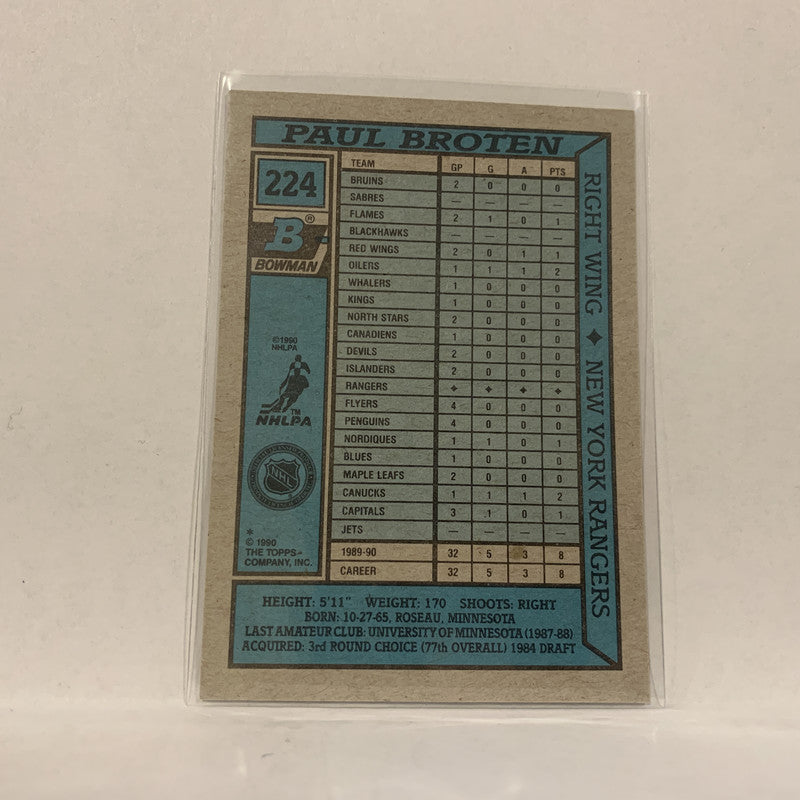 PAUL BROTEN
224
B®
BOWMAN
©1990
NHLPA
TM
NHLPA
NHL
*
© 1990
THE TOPPS
COMPANY, INC.
TEAM GP G A PTS
BRUINS 2 0 0 0
SABRES — — — —
FLAMES 2 1 0 1
BLACKHAWKS — — — —
RED WINGS 2 0 1 1
OILERS 1 1 1 2
WHALERS 1 0 0 0
KINGS 1 0 0 0
NORTH STARS 2 0 0 0
CANADIENS 1 0 0 0
DEVILS 2 0 0 0
ISLANDERS 2 0 0 0
RANGERS ✦ ✦ ✦ ✦
FLYERS 4 0 0 0
PENGUINS 4 0 0 0
NORDIQUES 1 1 0 1
BLUES 1 0 0 0
MAPLE LEAFS 2 0 0 0
CANUCKS 1 1 1 2
CAPITALS 3 1 0 1
JETS — — — —
1989-90 32 5 3 8
CAREER 32 5 3 8
RIGHT WING ✦ NEW YORK RANGERS
HEIGHT: 5'11" WEIGHT: 170 SHOOTS: RIGHT
BORN: 10-27-65, ROSEAU, MINNESOTA
LAST AMATEUR CLUB: UNIVERSITY OF MINNESOTA (1987-88)
ACQUIRED: 3rd ROUND CHOICE (77th OVERALL) 1984 DRAFT